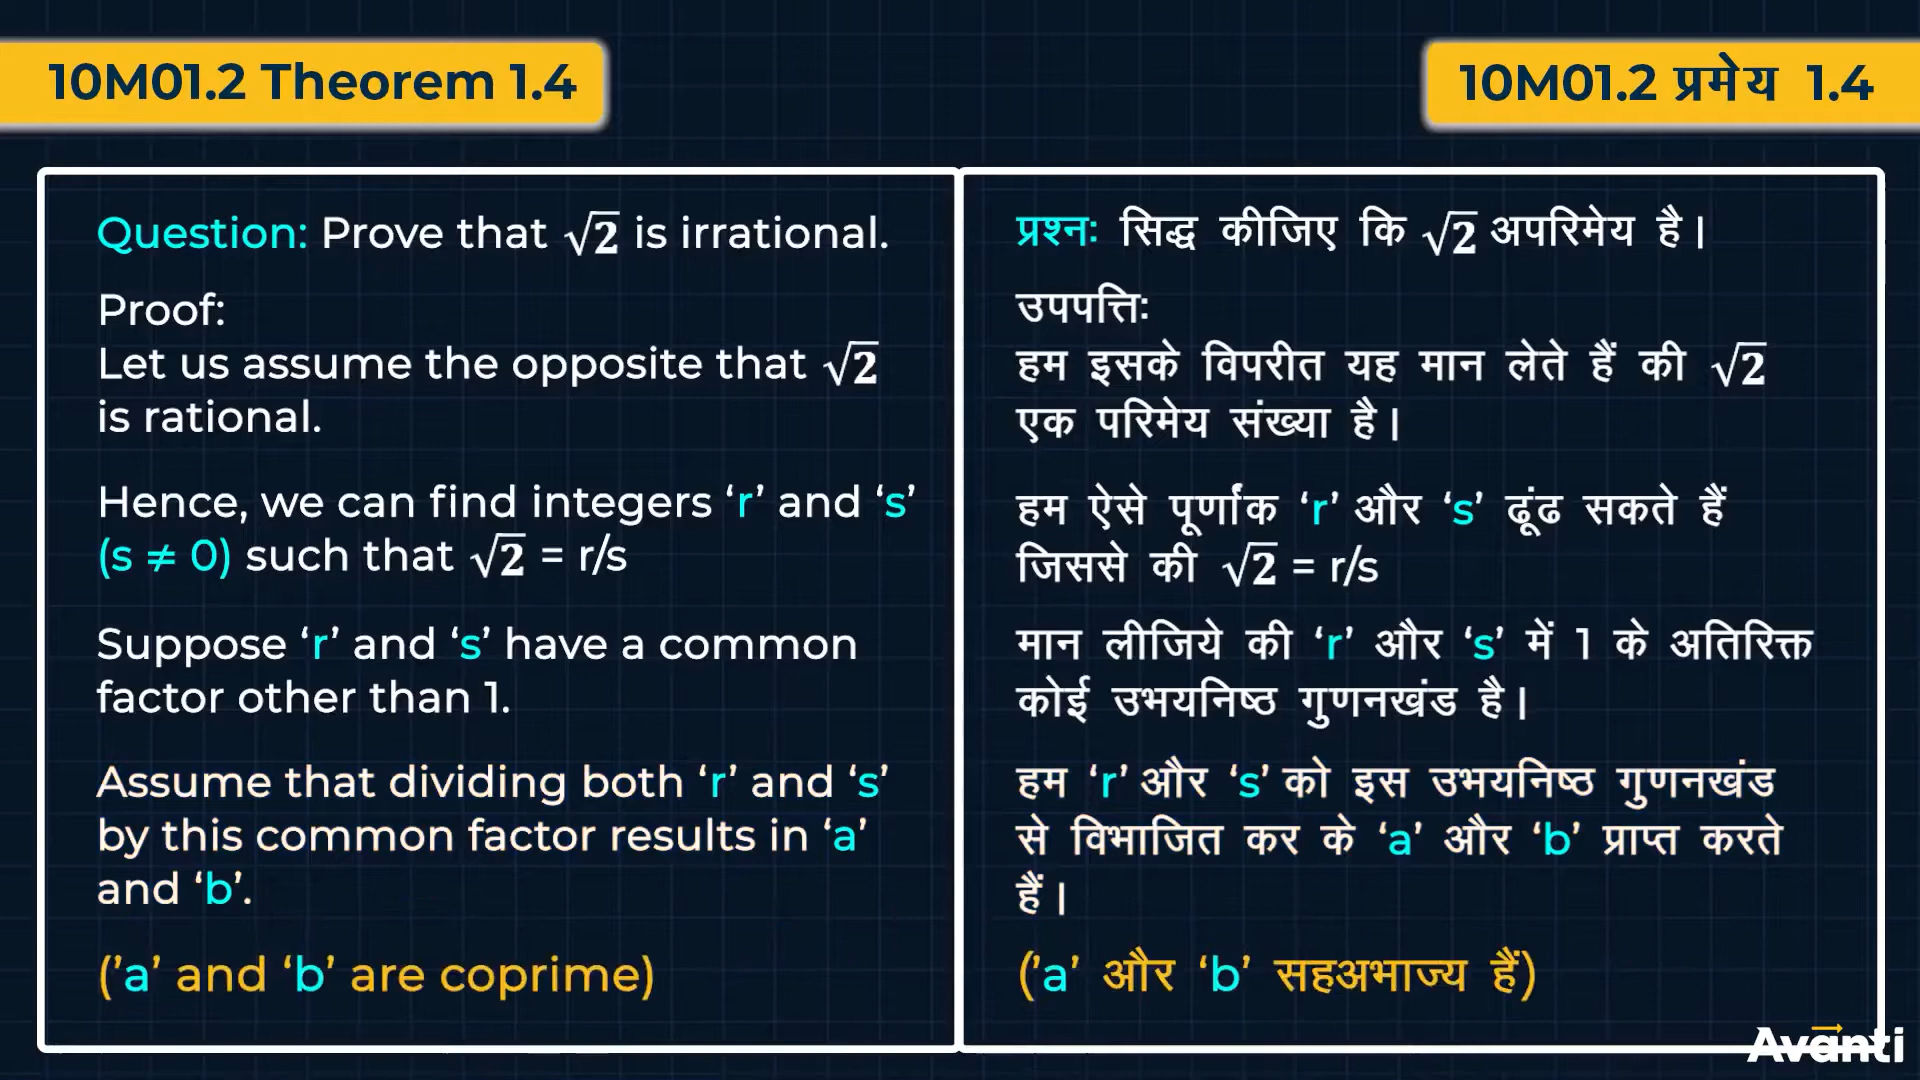 10M01.2 Theorem 1.4
10M01.2 प्रमेय 1.4
Question: Prove that √2 is irrational.
Proof:
Let us assume the opposite that √2
is rational.
Hence, we can find integers ‘r’ and ‘s’
(s ≠ 0) such that √2 = r/s
Suppose ‘r’ and ‘s’ have a common
factor other than 1.
Assume that dividing both ‘r’ and ‘s’
by this common factor results in ‘a’
and ‘b’.
(’a’ and ‘b’ are coprime)
प्रश्नः सिद्ध कीजिए कि √2 अपरिमेय है।
उपपत्तिः
हम इसके विपरीत यह मान लेते हैं की √2
एक परिमेय संख्या है।
हम ऐसे पूर्णांक ‘r’ और ‘s’ ढूंढ सकते हैं
जिससे की √2 = r/s
मान लीजिये की ‘r’ और ‘s’ में 1 के अतिरिक्त
कोई उभयनिष्ठ गुणनखंड है।
हम ‘r’ और ‘s’ को इस उभयनिष्ठ गुणनखंड
से विभाजित कर के ‘a’ और ‘b’ प्राप्त करते
हैं।
(’a’ और ‘b’ सहअभाज्य हैं)
Avanti